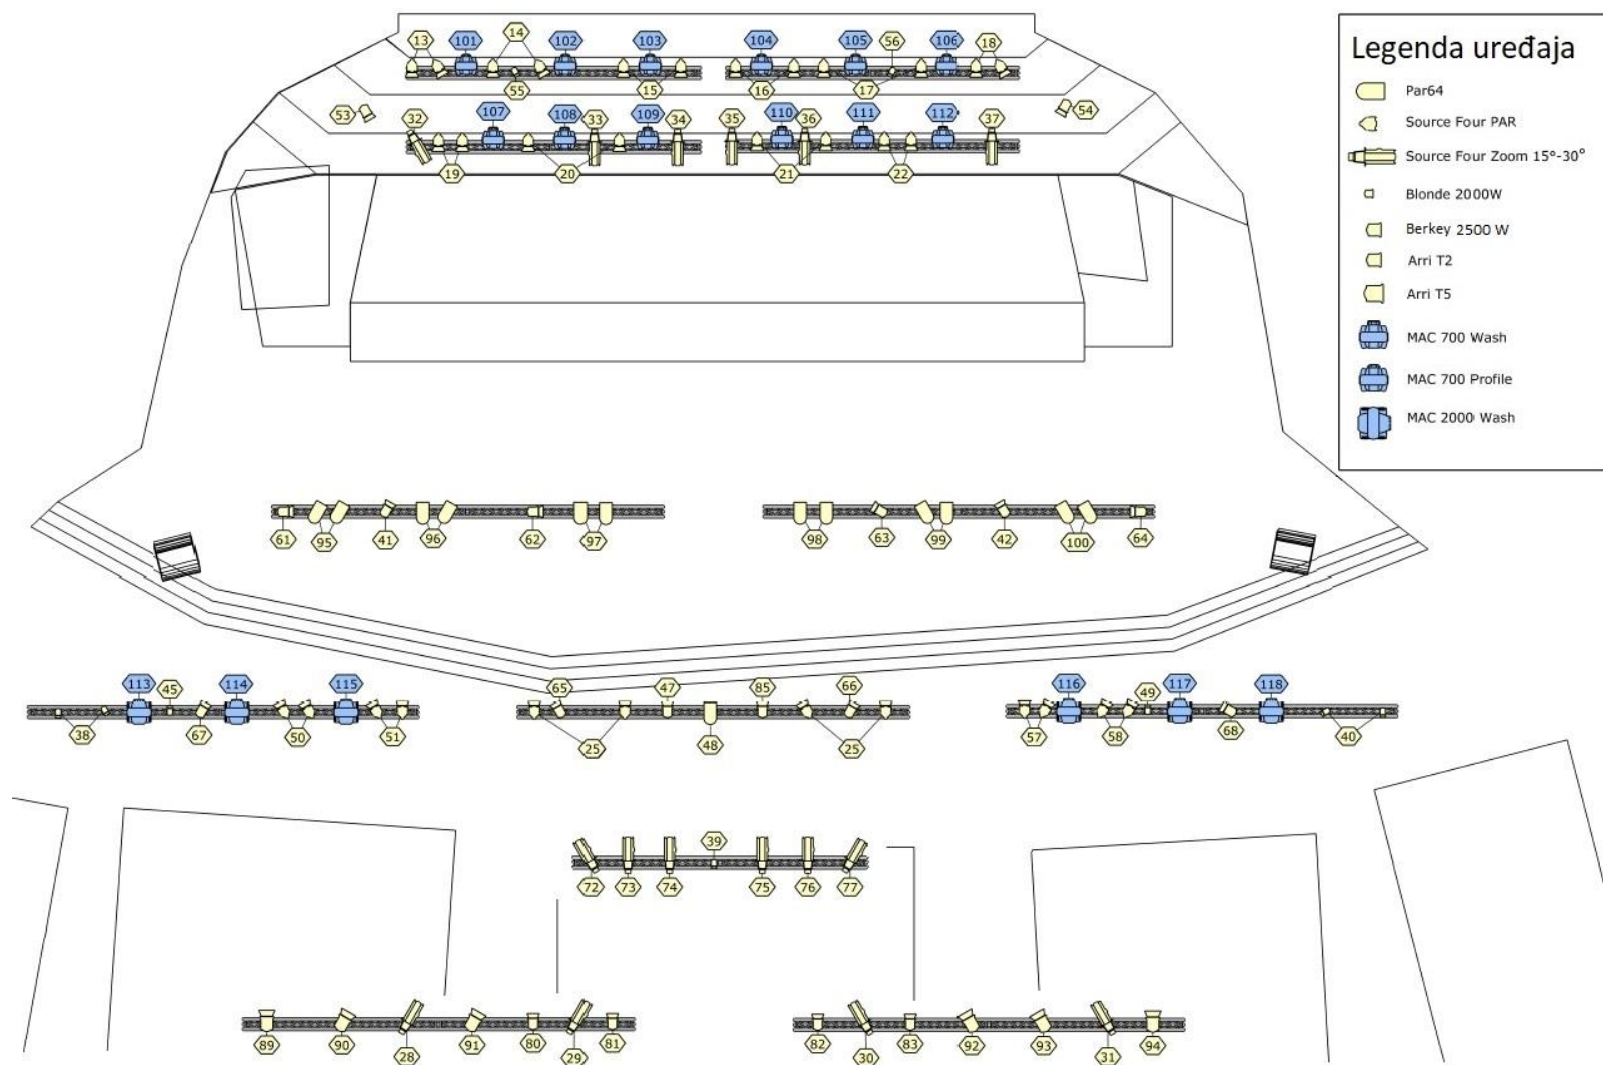 Legenda uređaja
Par64
Source Four PAR
Source Four Zoom 15°-30°
Blonde 2000W
Berkey 2500 W
Arri T2
Arri T5
MAC 700 Wash
MAC 700 Profile
MAC 2000 Wash
13 101 14 102 103 104 105 56 106 18
55 15 16 17
53 32 107 108 33 109 34 35 110 36 111 112 37 54
19 20 21 22
61 95 41 96 62 97 98 63 99 42 100 64
113 45 114 115 65 47 85 66 116 49 117 118
38 67 50 51 25 48 25 57 58 68 40
39
72 73 74 75 76 77
89 90 28 91 80 29 81 82 30 83 92 93 31 94